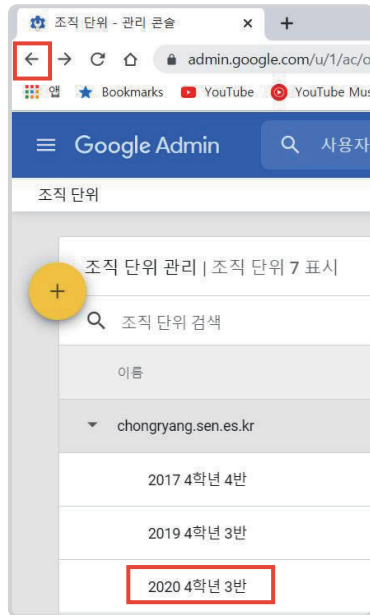 조직 단위 - 관리 콘솔
admin.google.com/u/1/ac/o
앱 Bookmarks YouTube YouTube Mus
Google Admin 사용자
조직 단위
조직 단위 관리 | 조직 단위 7 표시
조직 단위 검색
이름
chongryang.sen.es.kr
2017 4학년 4반
2019 4학년 3반
2020 4학년 3반